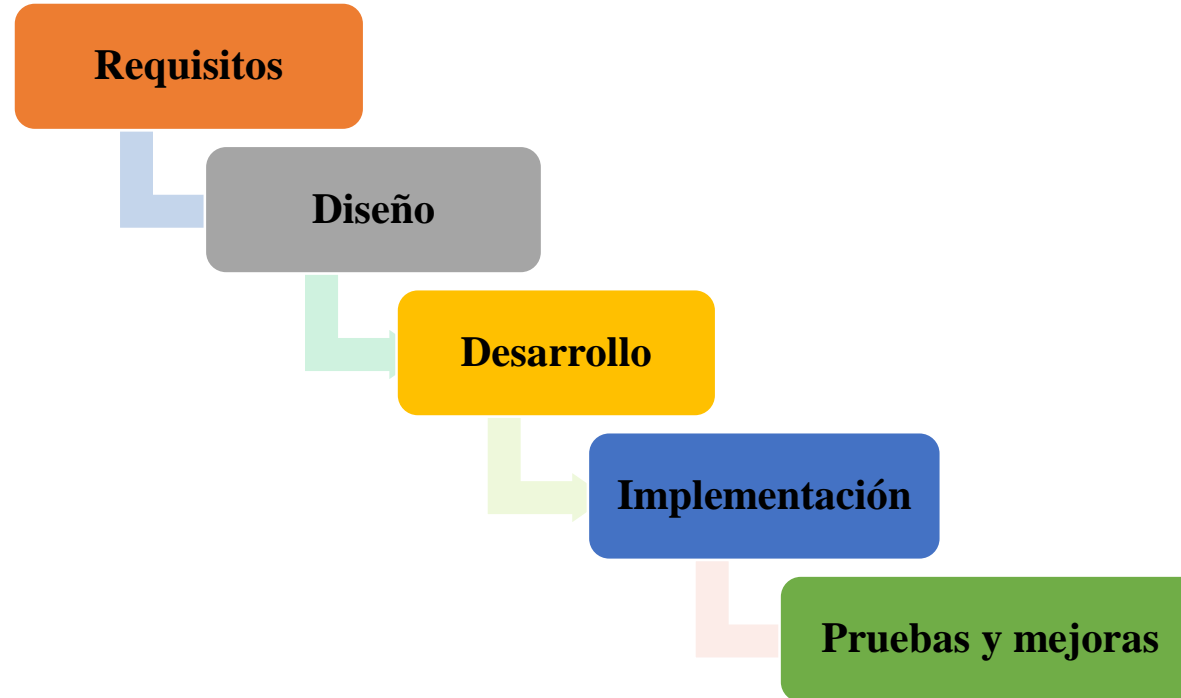 Requisitos
Diseño
Desarrollo
Implementación
Pruebas y mejoras